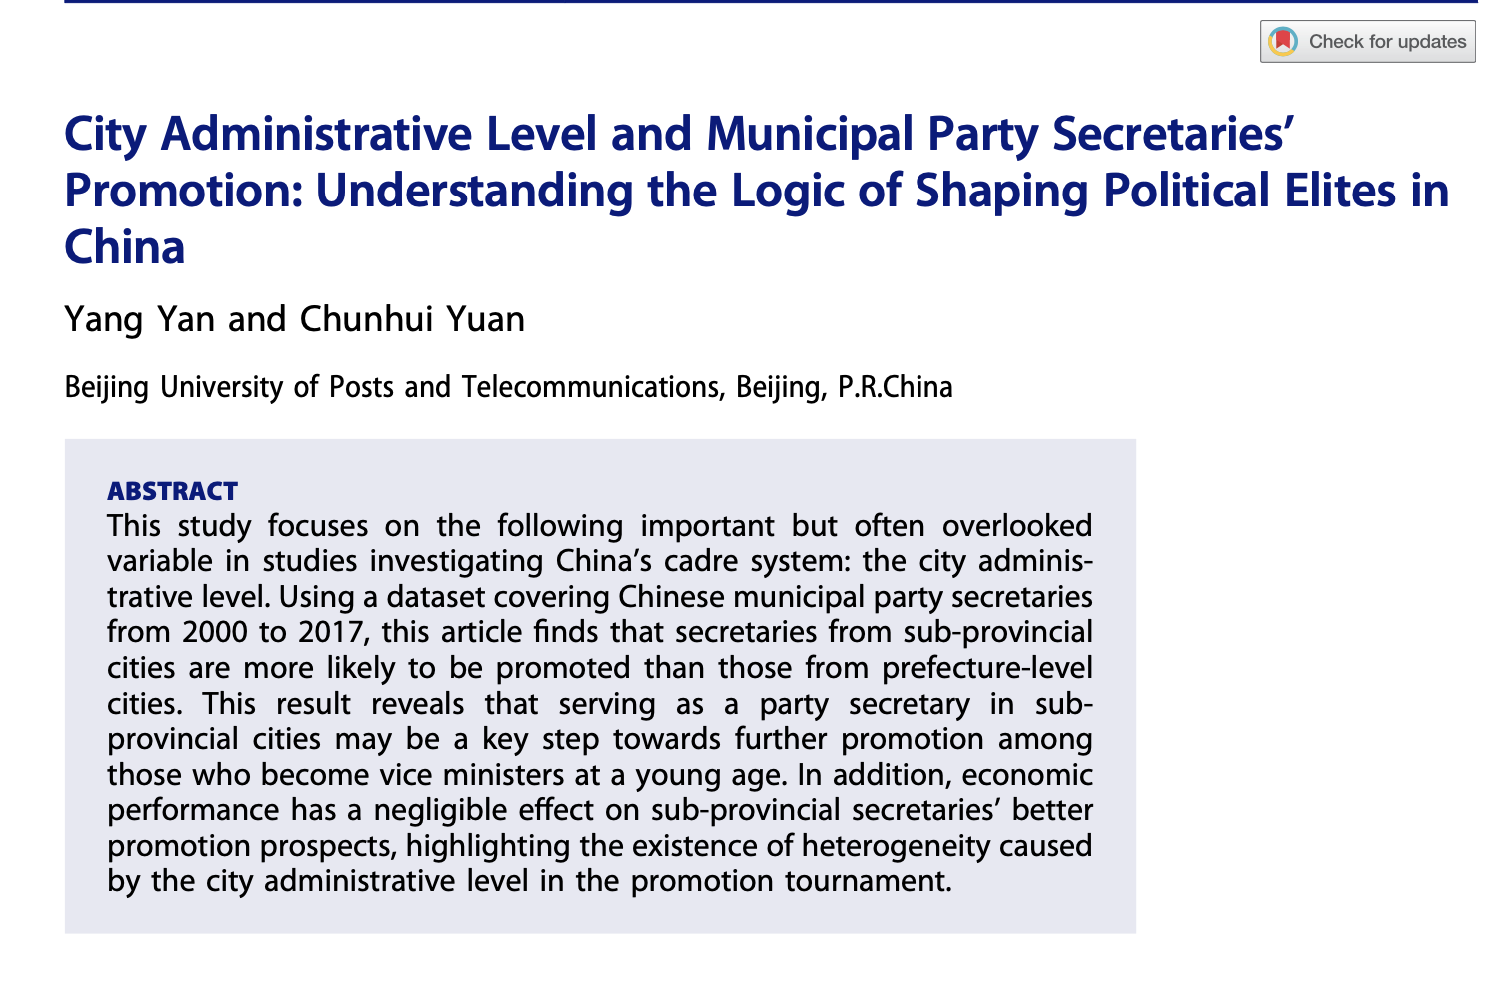 Check for updates
City Administrative Level and Municipal Party Secretaries’
Promotion: Understanding the Logic of Shaping Political Elites in
China
Yang Yan and Chunhui Yuan
Beijing University of Posts and Telecommunications, Beijing, P.R.China
ABSTRACT
This study focuses on the following important but often overlooked
variable in studies investigating China’s cadre system: the city adminis-
trative level. Using a dataset covering Chinese municipal party secretaries
from 2000 to 2017, this article finds that secretaries from sub-provincial
cities are more likely to be promoted than those from prefecture-level
cities. This result reveals that serving as a party secretary in sub-
provincial cities may be a key step towards further promotion among
those who become vice ministers at a young age. In addition, economic
performance has a negligible effect on sub-provincial secretaries’ better
promotion prospects, highlighting the existence of heterogeneity caused
by the city administrative level in the promotion tournament.